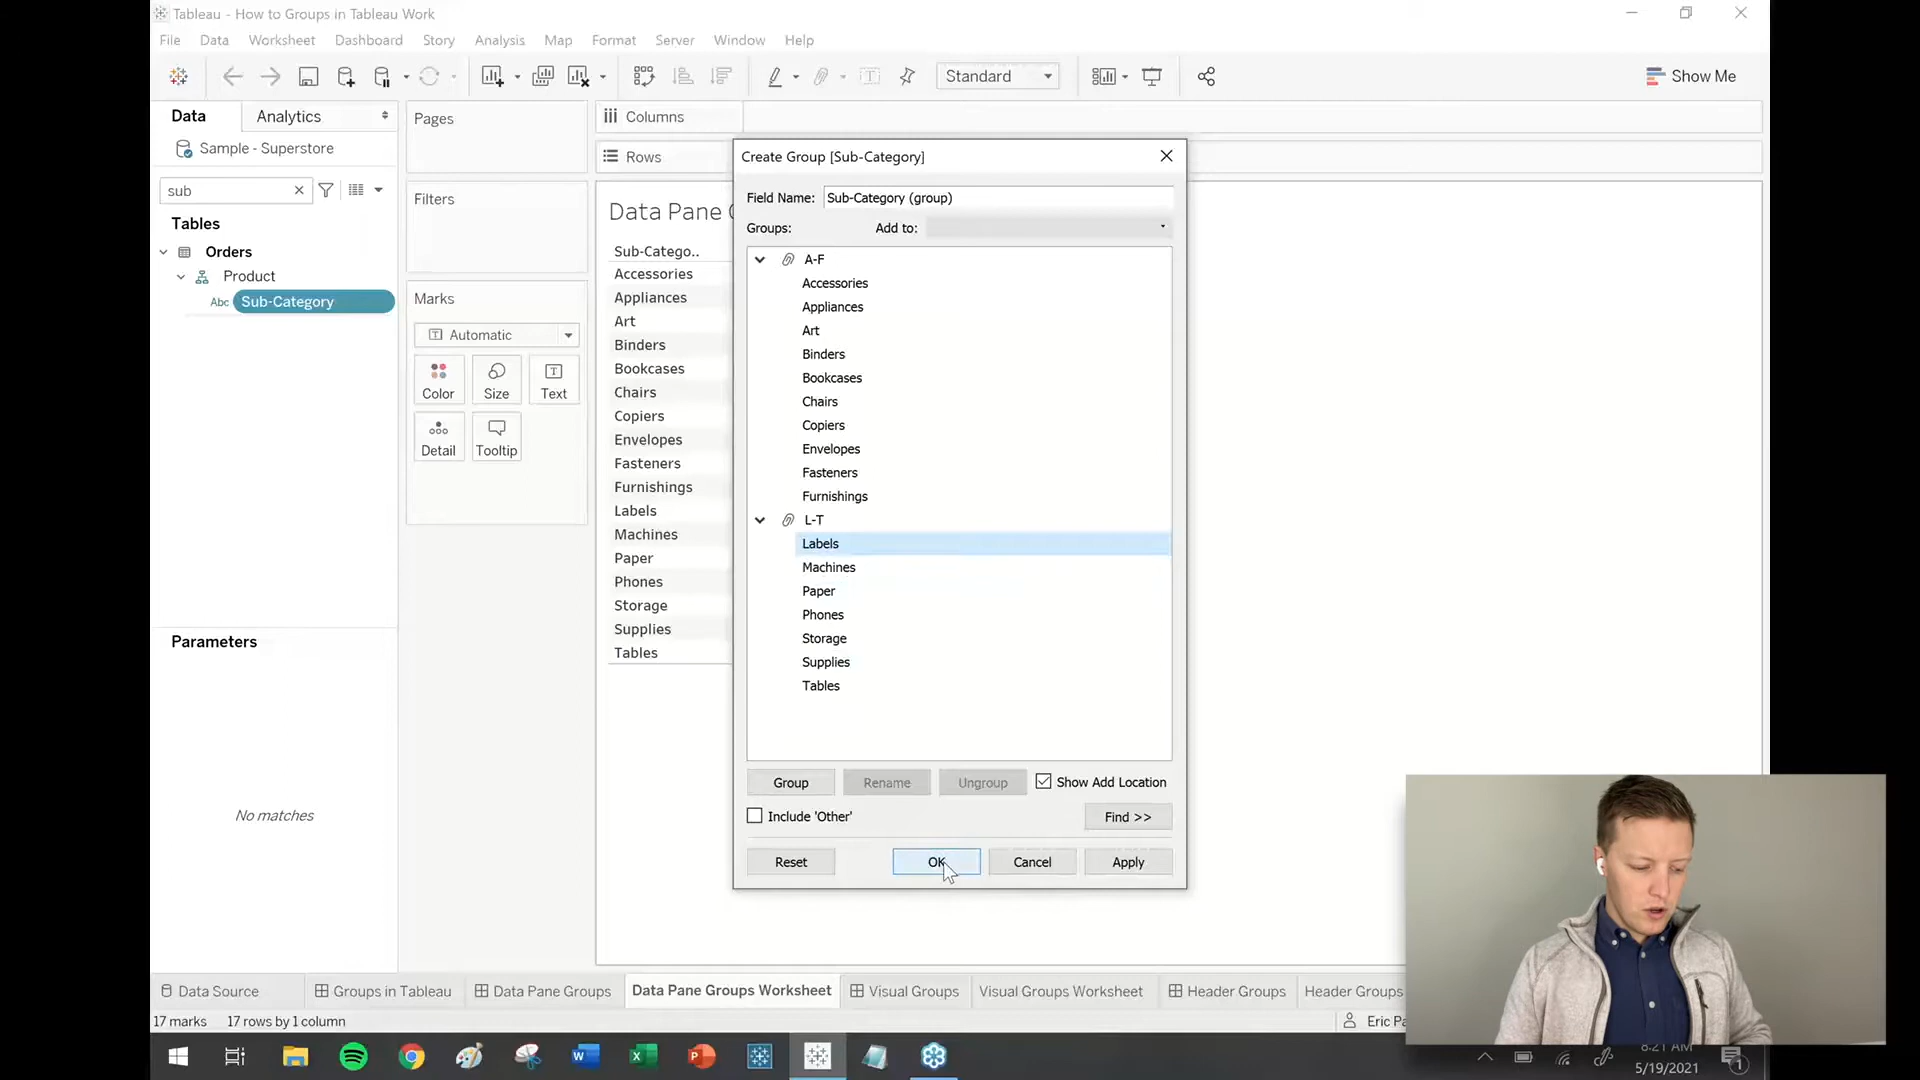 Tableau - How to Groups in Tableau Work
File Data Worksheet Dashboard Story Analysis Map Format Server Window Help
Standard
Show Me
Data Analytics
Sample - Superstore
sub
Tables
Orders
Product
Abc Sub-Category
Parameters
No matches
Pages
Filters
Marks
Automatic
Color Size Text
Detail Tooltip
Columns
Rows
Data Pane
Sub-Catego..
Accessories
Appliances
Art
Binders
Bookcases
Chairs
Copiers
Envelopes
Fasteners
Furnishings
Labels
Machines
Paper
Phones
Storage
Supplies
Tables
Create Group [Sub-Category]
Field Name: Sub-Category (group)
Groups: Add to:
A-F
Accessories
Appliances
Art
Binders
Bookcases
Chairs
Copiers
Envelopes
Fasteners
Furnishings
L-T
Labels
Machines
Paper
Phones
Storage
Supplies
Tables
Group Rename Ungroup Show Add Location
Include 'Other' Find >>
Reset OK Cancel Apply
Data Source Groups in Tableau Data Pane Groups Data Pane Groups Worksheet Visual Groups Visual Groups Worksheet Header Groups Header Groups
17 marks 17 rows by 1 column
Eric Pa
8:21 AM
5/19/2021